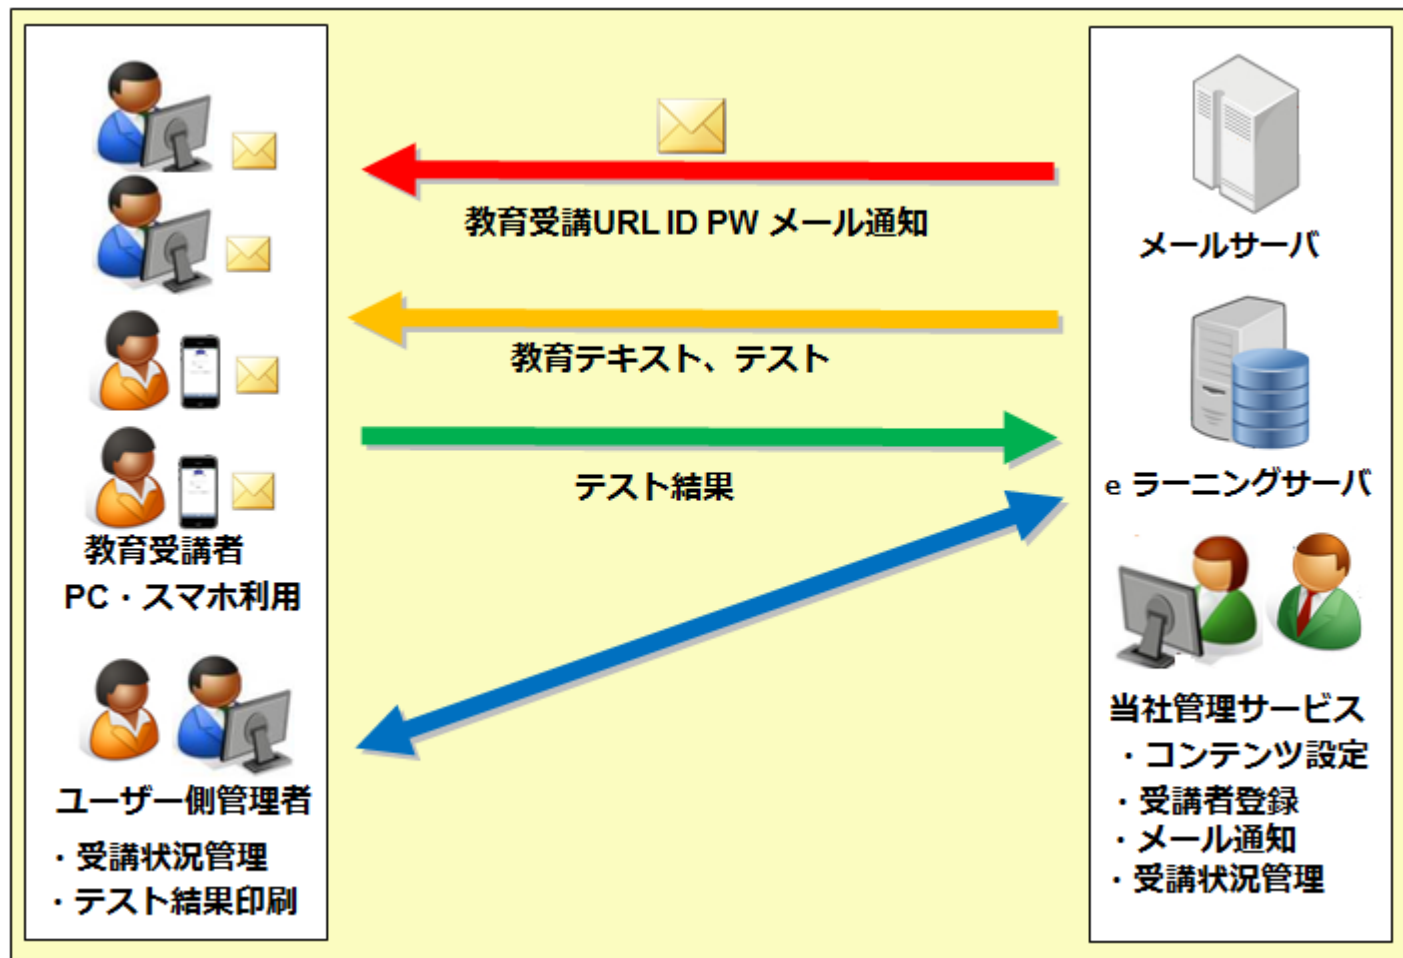 教育受講URL ID PW メール通知
教育テキスト、テスト
テスト結果
教育受講者
PC・スマホ利用
ユーザー側管理者
・受講状況管理
・テスト結果印刷
メールサーバ
e ラーニングサーバ
当社管理サービス
・コンテンツ設定
・受講者登録
・メール通知
・受講状況管理